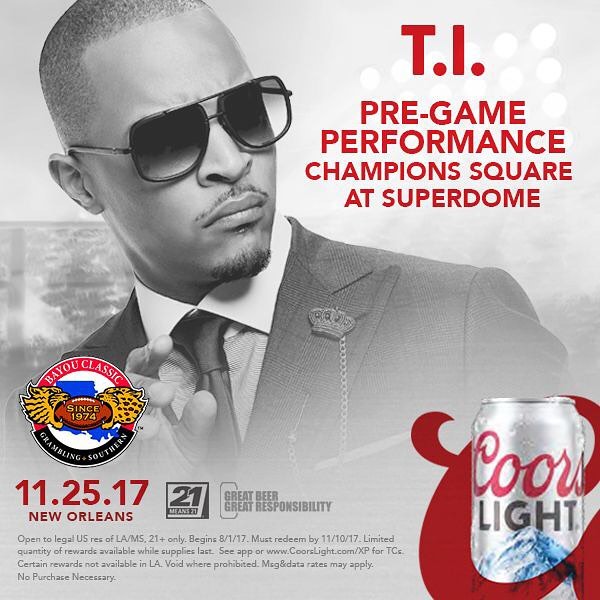 T.I.
PRE-GAME
PERFORMANCE
CHAMPIONS SQUARE
AT SUPERDOME
BAYOU CLASSIC
SINCE
1974
GRAMBLING • SOUTHERN
TM
Coors
LIGHT
11.25.17
NEW ORLEANS
21
MEANS 21
GREAT BEER
GREAT RESPONSIBILITY
Open to legal US res of LA/MS, 21+ only. Begins 8/1/17. Must redeem by 11/10/17. Limited
quantity of rewards available while supplies last. See app or www.CoorsLight.com/XP for TCs.
Certain rewards not available in LA. Void where prohibited. Msg&data rates may apply.
No Purchase Necessary.